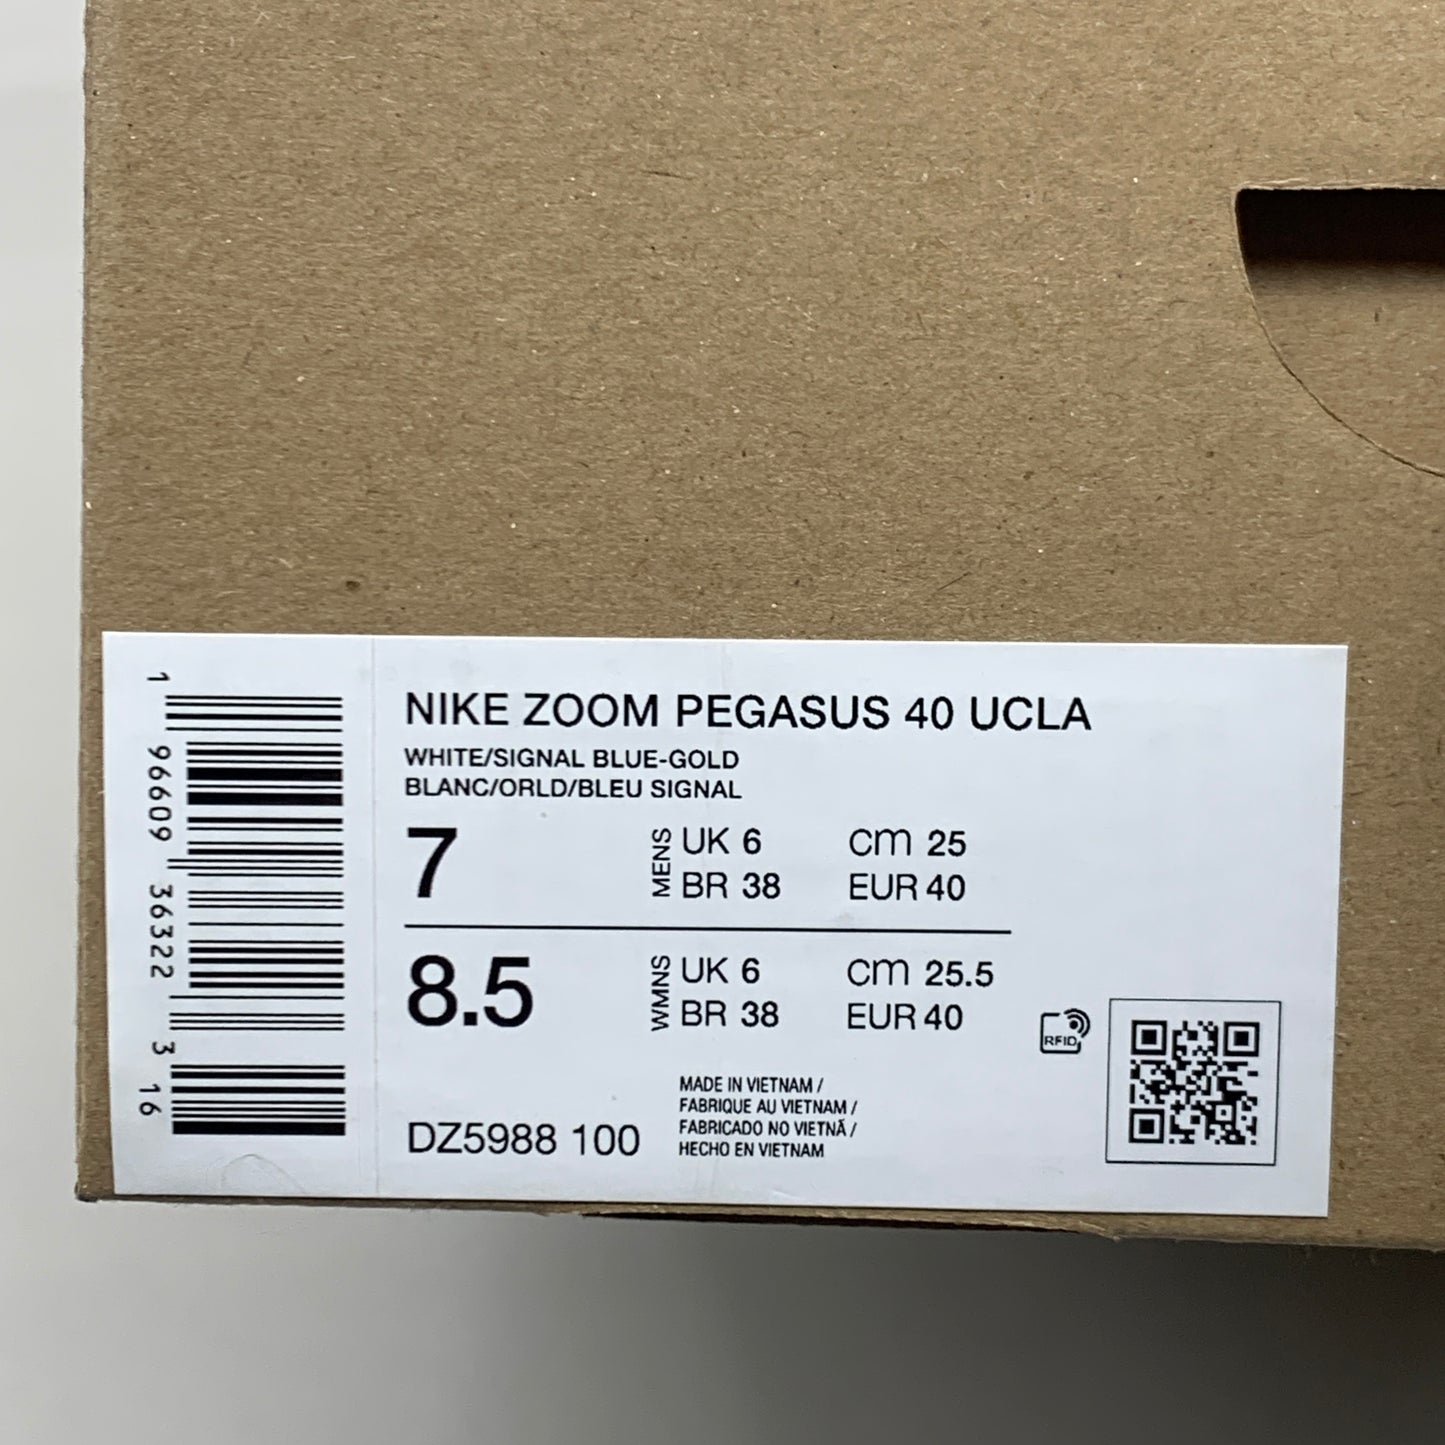 1 96609 36322 3 16
NIKE ZOOM PEGASUS 40 UCLA
WHITE/SIGNAL BLUE-GOLD
BLANC/ORLD/BLEU SIGNAL
7 MENS UK 6 CM 25
BR 38 EUR 40
8.5 WMNS UK 6 CM 25.5
BR 38 EUR 40
RFID
DZ5988 100
MADE IN VIETNAM /
FABRIQUE AU VIETNAM /
FABRICADO NO VIETNÃ /
HECHO EN VIETNAM